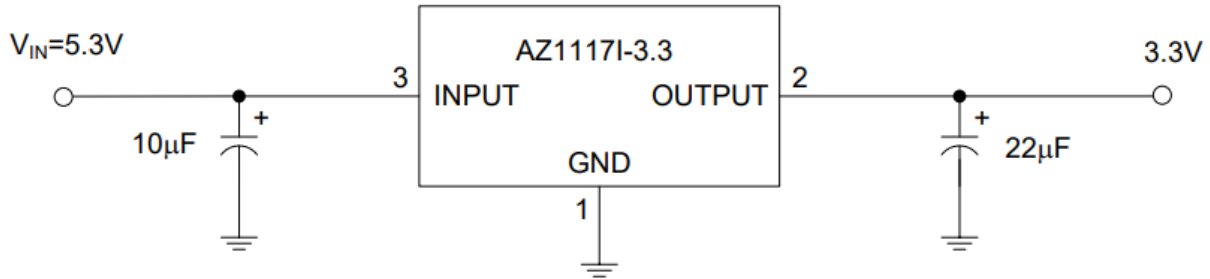 V_IN=5.3V
AZ1117I-3.3
3.3V
3
INPUT
OUTPUT
2
+
10μF
GND
+
22μF
1